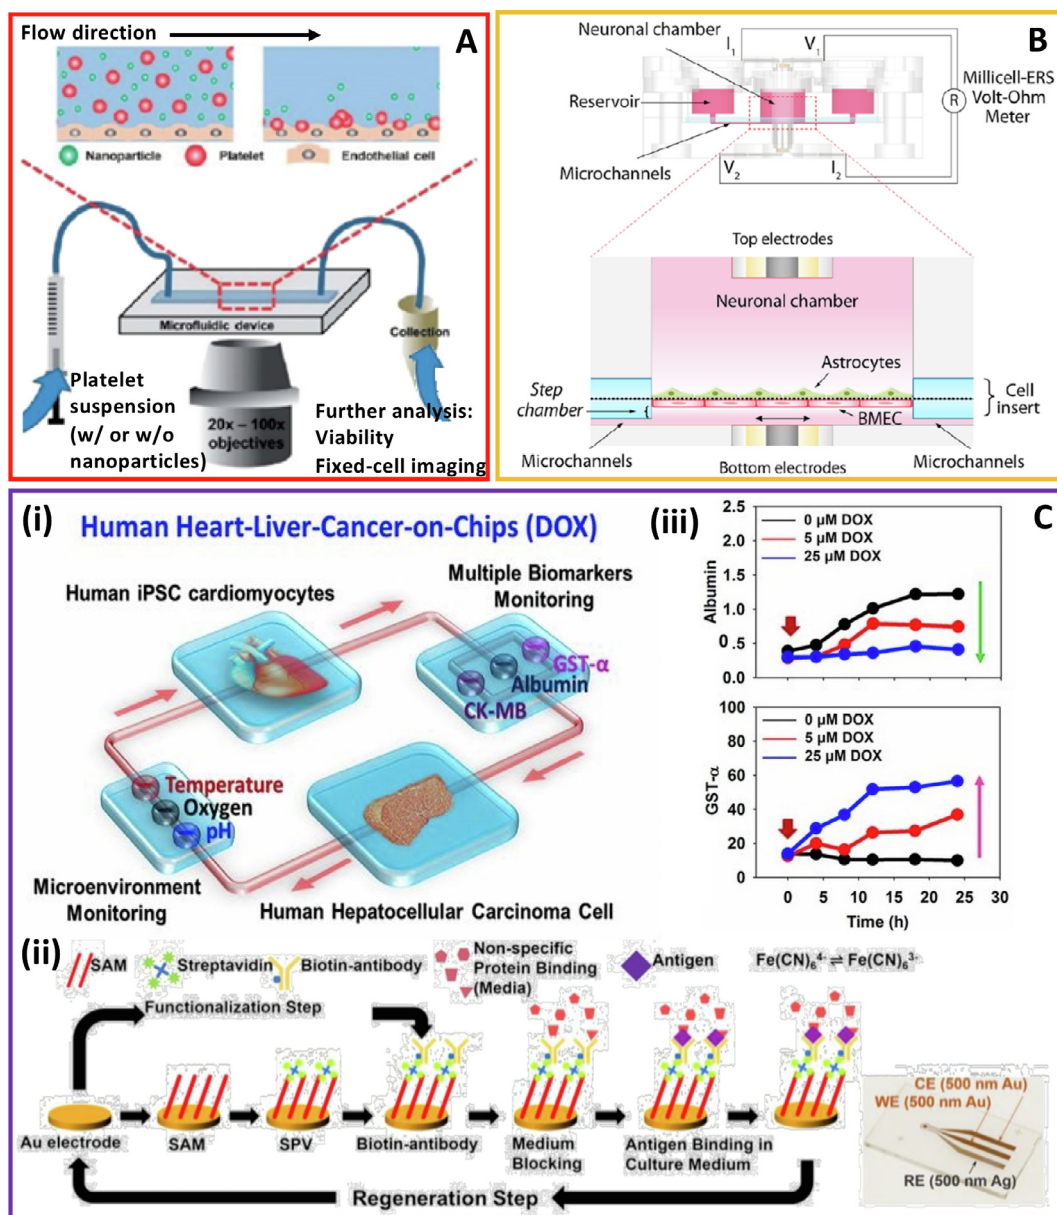 Flow direction
A
Nanoparticle
Platelet
Endothelial cell
Microfluidic device
Collection
Platelet
suspension
(w/ or w/o
nanoparticles)
20x – 100x
objectives
Further analysis:
Viability
Fixed-cell imaging
B
Neuronal chamber
I1
V1
Reservoir
Millicell-ERS
Volt-Ohm
Meter
R
Microchannels
V2
I2
Top electrodes
Neuronal chamber
Astrocytes
Step
chamber
Cell
insert
BMEC
Microchannels
Bottom electrodes
Microchannels
C
(i)
Human Heart-Liver-Cancer-on-Chips (DOX)
Human iPSC cardiomyocytes
Multiple Biomarkers
Monitoring
GST-α
Albumin
CK-MB
Temperature
Oxygen
pH
Microenvironment
Monitoring
Human Hepatocellular Carcinoma Cell
(iii)
0 µM DOX
5 µM DOX
25 µM DOX
Albumin
2.5
2.0
1.5
1.0
0.5
0.0
0 µM DOX
5 µM DOX
25 µM DOX
GST-α
100
80
60
40
20
0
0 5 10 15 20 25 30
Time (h)
(ii)
SAM
Streptavidin
Biotin-antibody
Non-specific
Protein Binding
(Media)
Antigen
Fe(CN)₆⁴⁻ ⇌ Fe(CN)₆³⁻
Functionalization Step
Au electrode
SAM
SPV
Biotin-antibody
Medium
Blocking
Antigen Binding in
Culture Medium
Regeneration Step
CE (500 nm Au)
WE (500 nm Au)
RE (500 nm Ag)